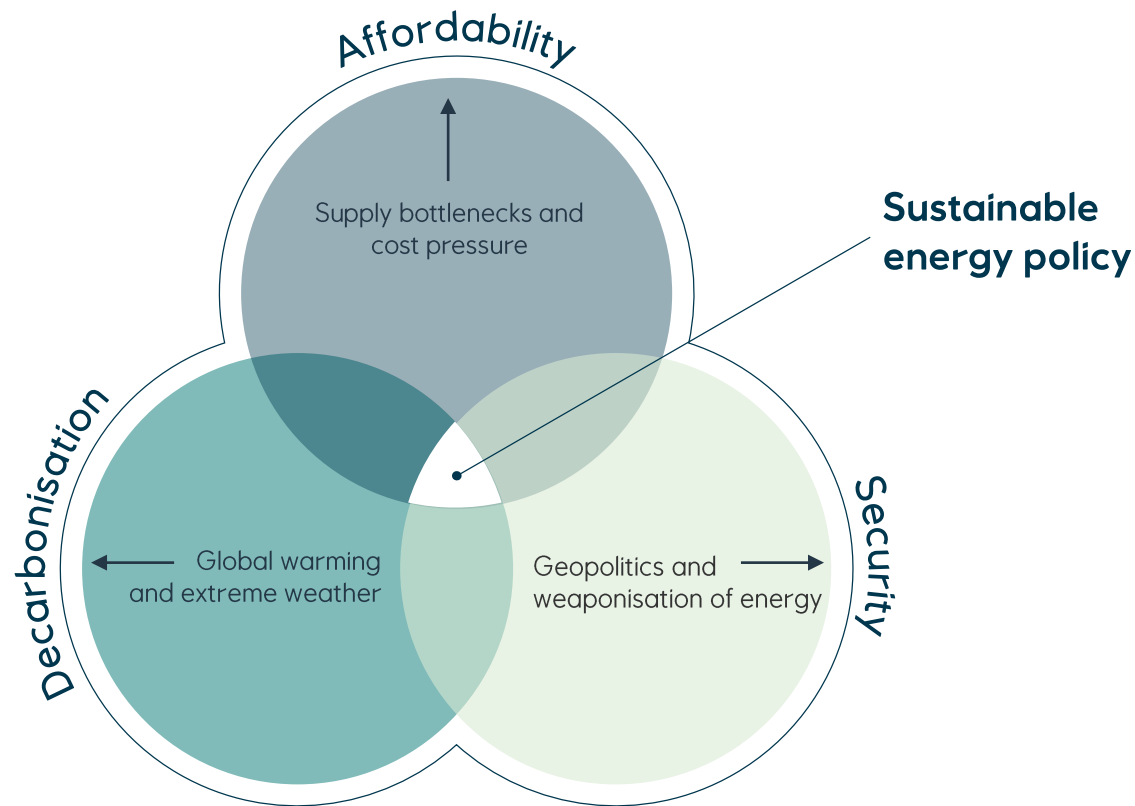 Affordability
Supply bottlenecks and
cost pressure
Sustainable
energy policy
Decarbonisation
Global warming
and extreme weather
Geopolitics and
weaponisation of energy
Security